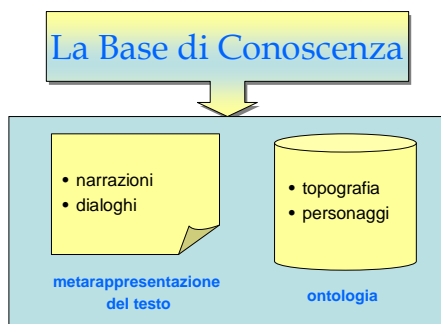 La Base di Conoscenza
• narrazioni
• dialoghi
metarappresentazione
del testo
• topografia
• personaggi
ontologia